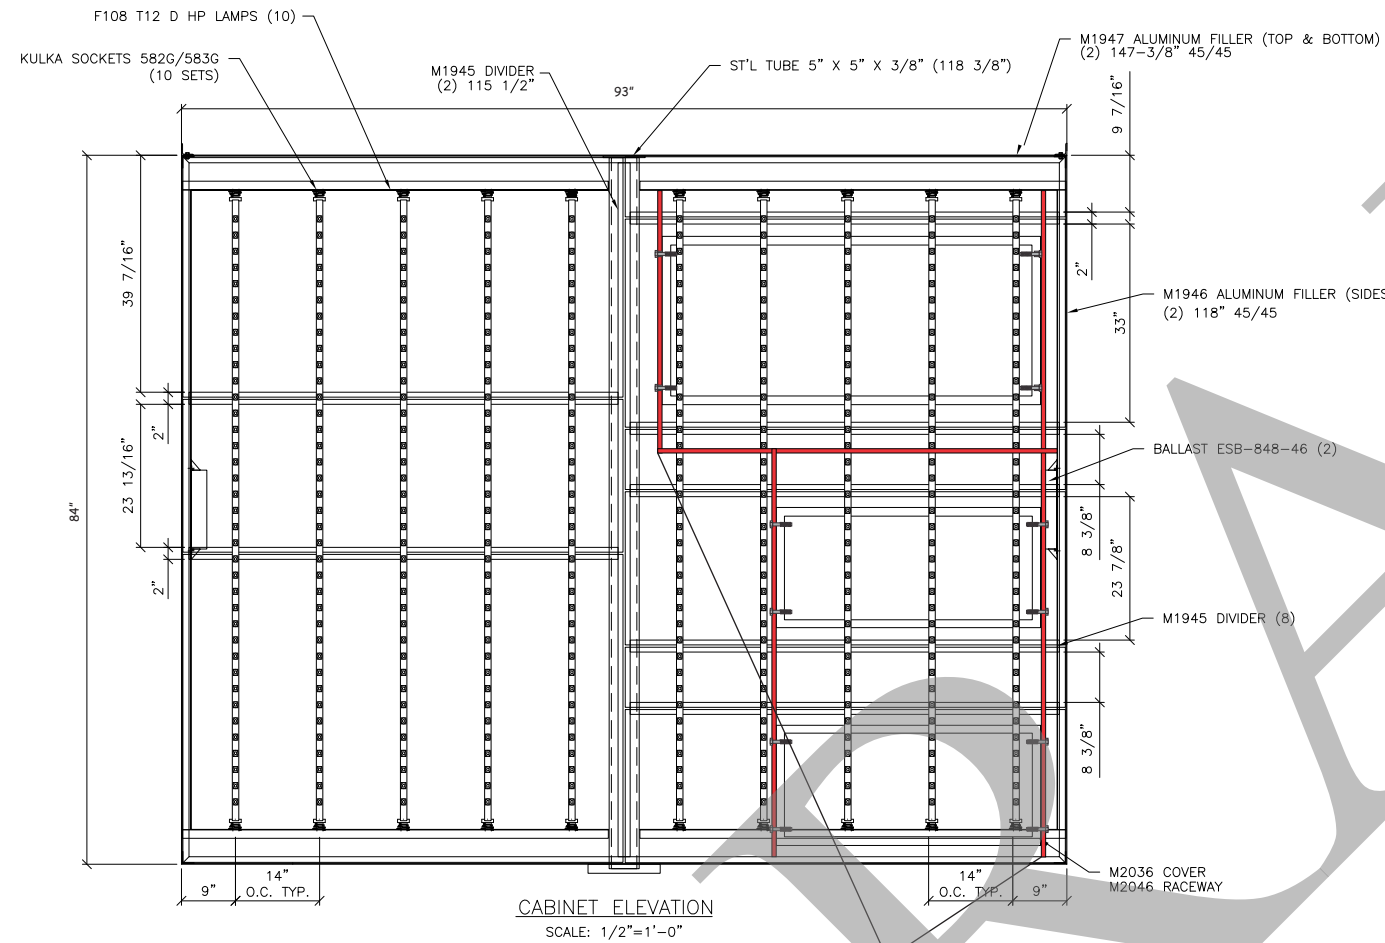 F108 T12 D HP LAMPS (10)
KULKA SOCKETS 582G/583G
(10 SETS)
M1945 DIVIDER
(2) 115 1/2"
ST'L TUBE 5" X 5" X 3/8" (118 3/8")
M1947 ALUMINUM FILLER (TOP & BOTTOM)
(2) 147-3/8" 45/45
93"
9 7/16"
39 7/16"
2"
33"
M1946 ALUMINUM FILLER (SIDES
(2) 118" 45/45
2"
23 13/16"
84"
BALLAST ESB-848-46 (2)
8 3/8"
23 7/8"
2"
M1945 DIVIDER (8)
8 3/8"
M2036 COVER
M2046 RACEWAY
14"
O.C. TYP.
9"
14"
O.C. TYP.
9"
CABINET ELEVATION
SCALE: 1/2"=1'-0"